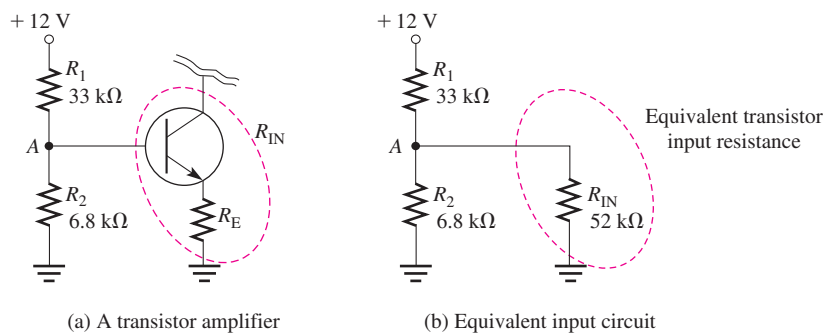 + 12 V
R1
33 kΩ
A
R2
6.8 kΩ
RIN
RE
(a) A transistor amplifier
+ 12 V
R1
33 kΩ
A
R2
6.8 kΩ
RIN
52 kΩ
Equivalent transistor
input resistance
(b) Equivalent input circuit